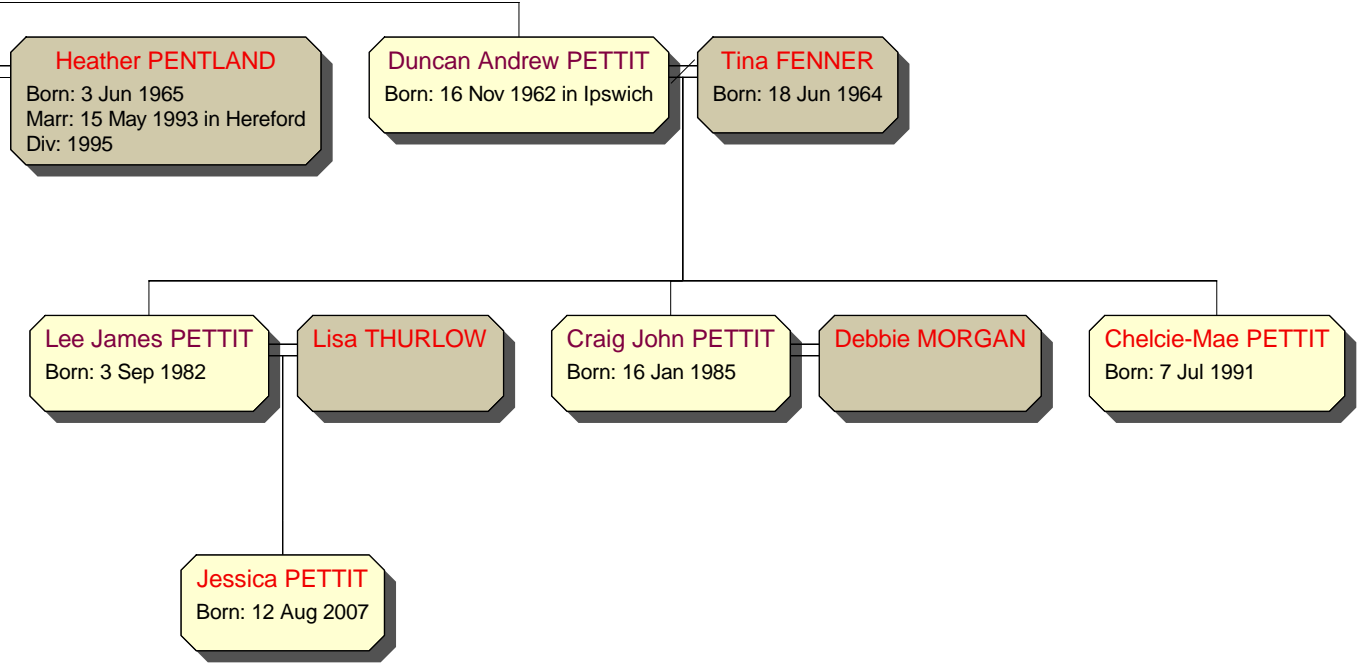 Heather PENTLAND
Born: 3 Jun 1965
Marr: 15 May 1993 in Hereford
Div: 1995
Duncan Andrew PETTIT
Born: 16 Nov 1962 in Ipswich
Tina FENNER
Born: 18 Jun 1964
Lee James PETTIT
Born: 3 Sep 1982
Lisa THURLOW
Craig John PETTIT
Born: 16 Jan 1985
Debbie MORGAN
Chelcie-Mae PETTIT
Born: 7 Jul 1991
Jessica PETTIT
Born: 12 Aug 2007